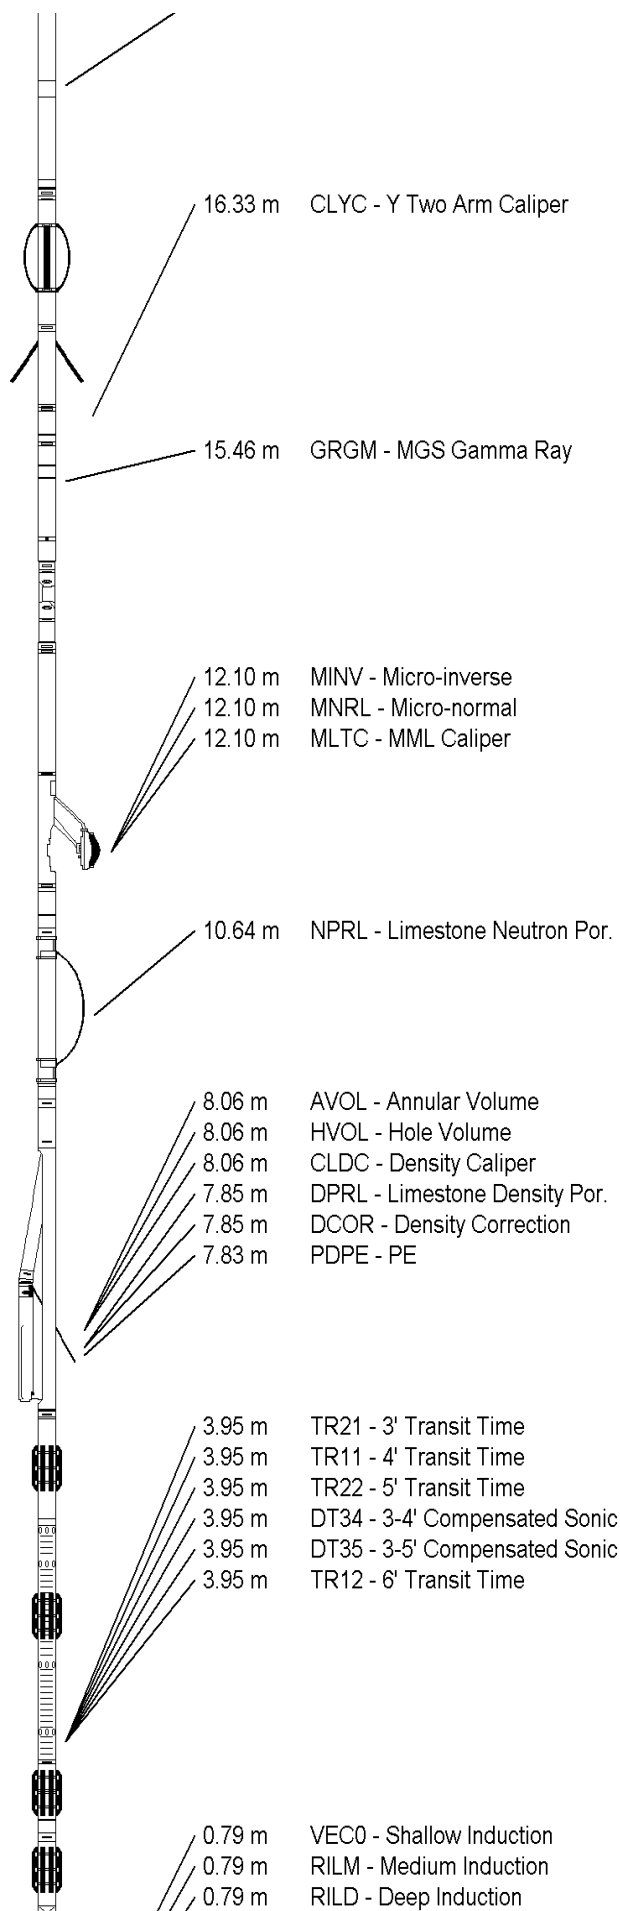 16.33 m CLYC - Y Two Arm Caliper
15.46 m GRGM - MGS Gamma Ray
12.10 m MINV - Micro-inverse
12.10 m MNRL - Micro-normal
12.10 m MLTC - MML Caliper
10.64 m NPRL - Limestone Neutron Por.
8.06 m AVOL - Annular Volume
8.06 m HVOL - Hole Volume
8.06 m CLDC - Density Caliper
7.85 m DPRL - Limestone Density Por.
7.85 m DCOR - Density Correction
7.83 m PDPE - PE
3.95 m TR21 - 3' Transit Time
3.95 m TR11 - 4' Transit Time
3.95 m TR22 - 5' Transit Time
3.95 m DT34 - 3-4' Compensated Sonic
3.95 m DT35 - 3-5' Compensated Sonic
3.95 m TR12 - 6' Transit Time
0.79 m VEC0 - Shallow Induction
0.79 m RILM - Medium Induction
0.79 m RILD - Deep Induction